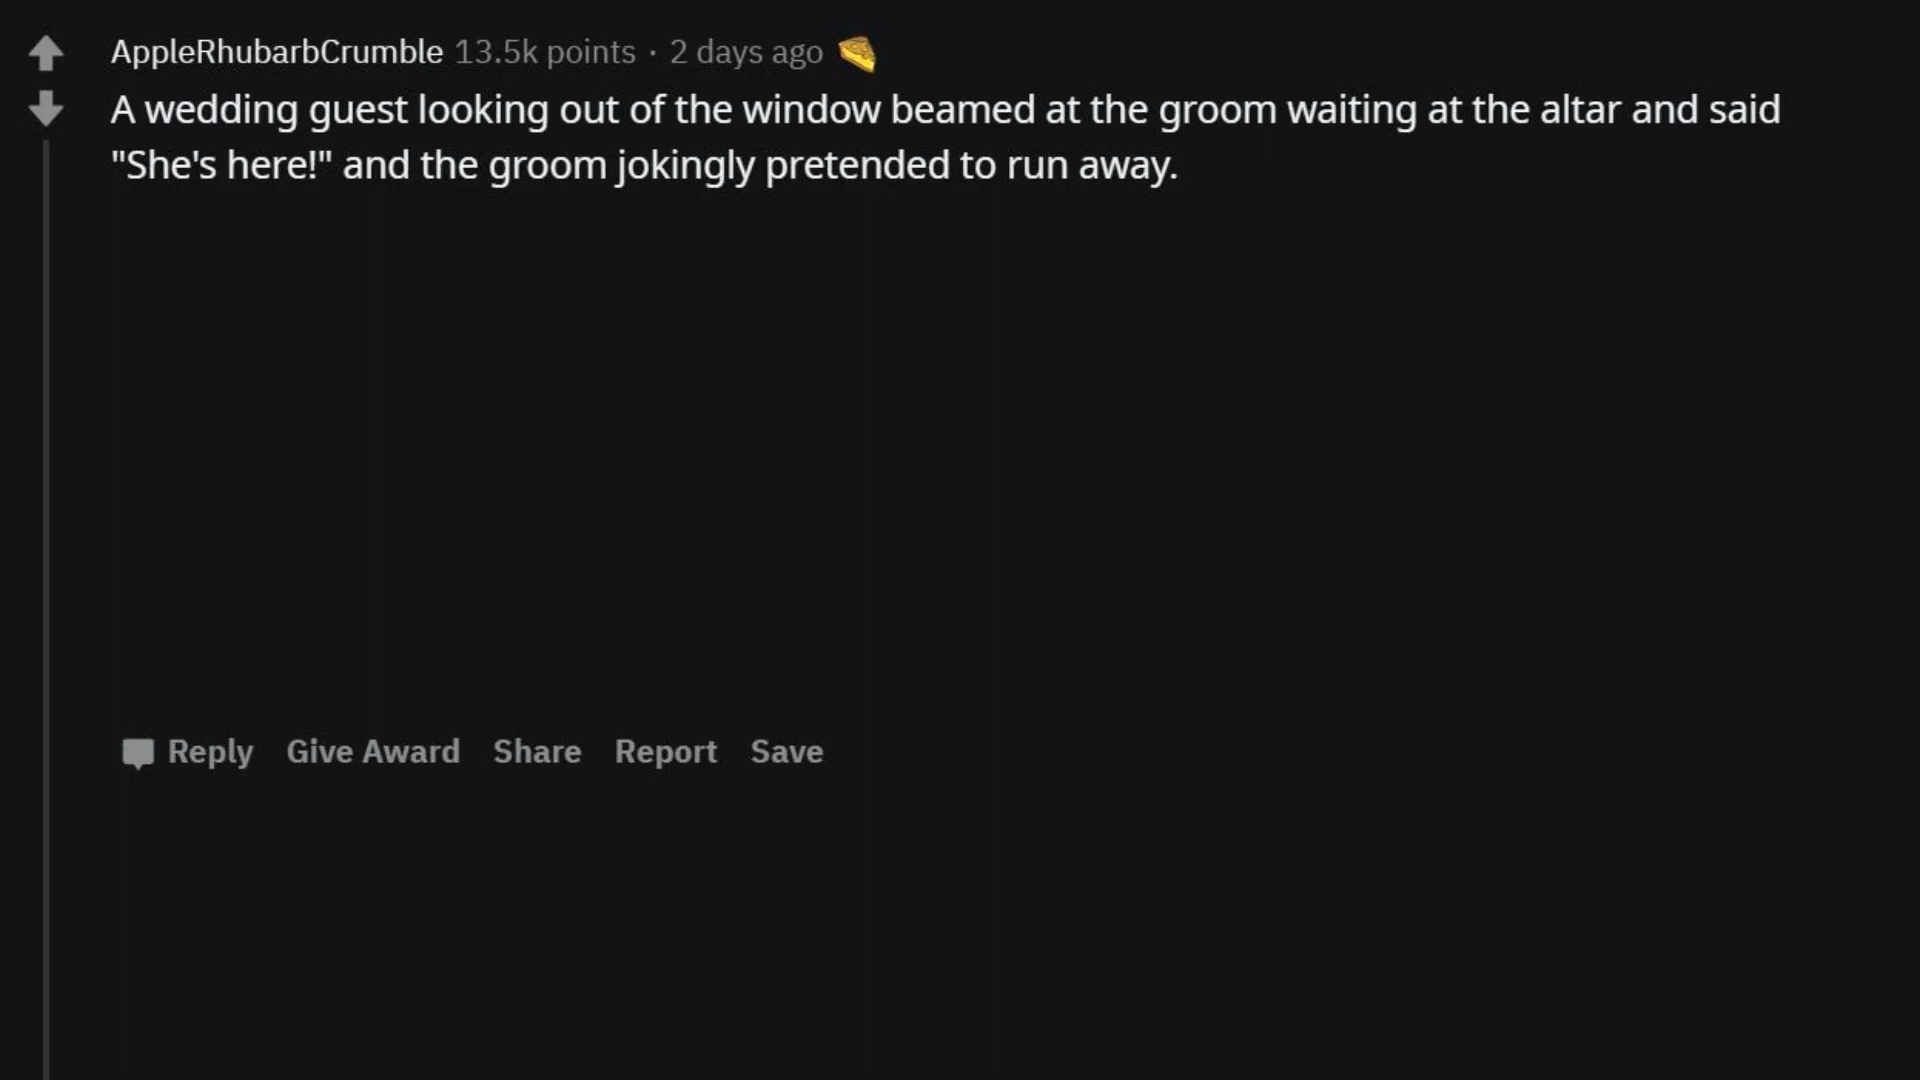 AppleRhubarbCrumble 13.5k points · 2 days ago
A wedding guest looking out of the window beamed at the groom waiting at the altar and said
"She's here!" and the groom jokingly pretended to run away.
Reply Give Award Share Report Save